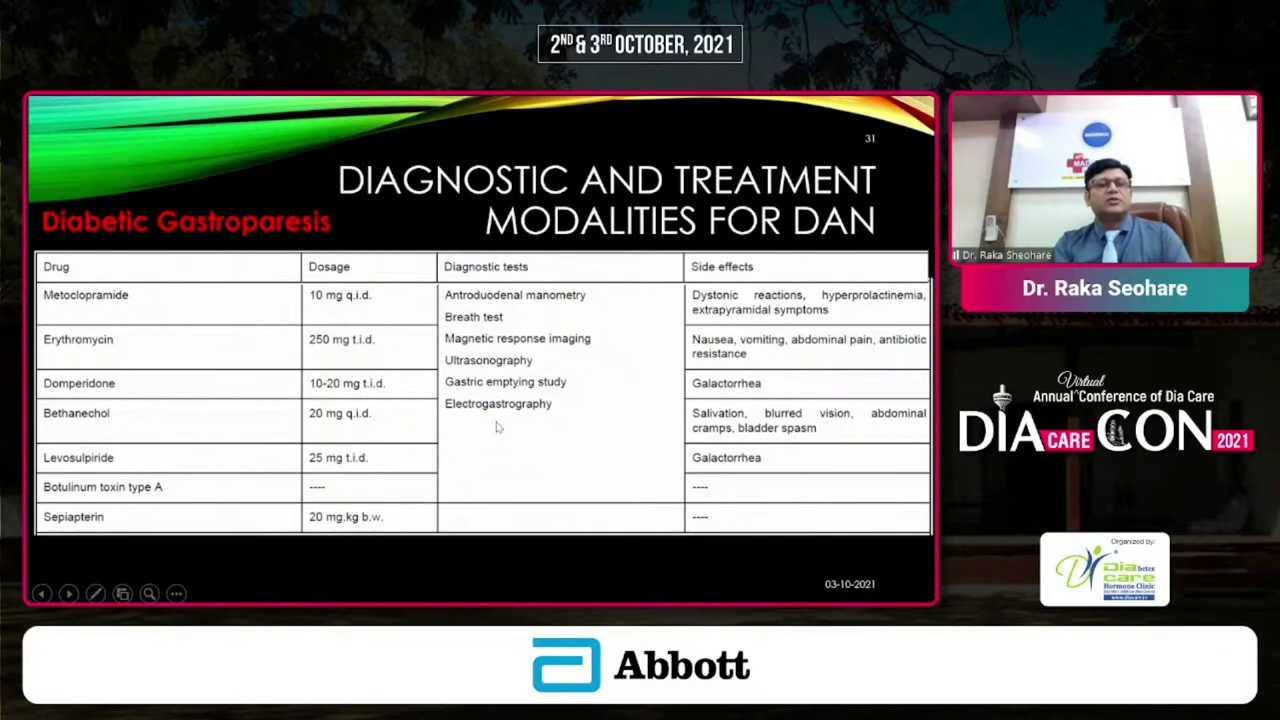 2ND & 3RD OCTOBER, 2021
31
DIAGNOSTIC AND TREATMENT
MODALITIES FOR DAN
Diabetic Gastroparesis
Drug Dosage Diagnostic tests Side effects
Metoclopramide 10 mg q.i.d. Antroduodenal manometry Dystonic reactions, hyperprolactinemia,
extrapyramidal symptoms
Breath test
Erythromycin 250 mg t.i.d. Magnetic response imaging Nausea, vomiting, abdominal pain, antibiotic
resistance
Ultrasonography
Domperidone 10-20 mg t.i.d. Gastric emptying study Galactorrhea
Bethanechol 20 mg q.i.d. Electrogastrography Salivation, blurred vision, abdominal
cramps, bladder spasm
Levosulpiride 25 mg t.i.d. Galactorrhea
Botulinum toxin type A ---- ----
Sepiapterin 20 mg.kg b.w. ----
03-10-2021
Dr. Raka Sheohare
Dr. Raka Seohare
Virtual
Annual ^ Conference of Dia Care
DIA CARE CON 2021
Organized by:
Diabetes
care
Hormone Clinic
Abbott